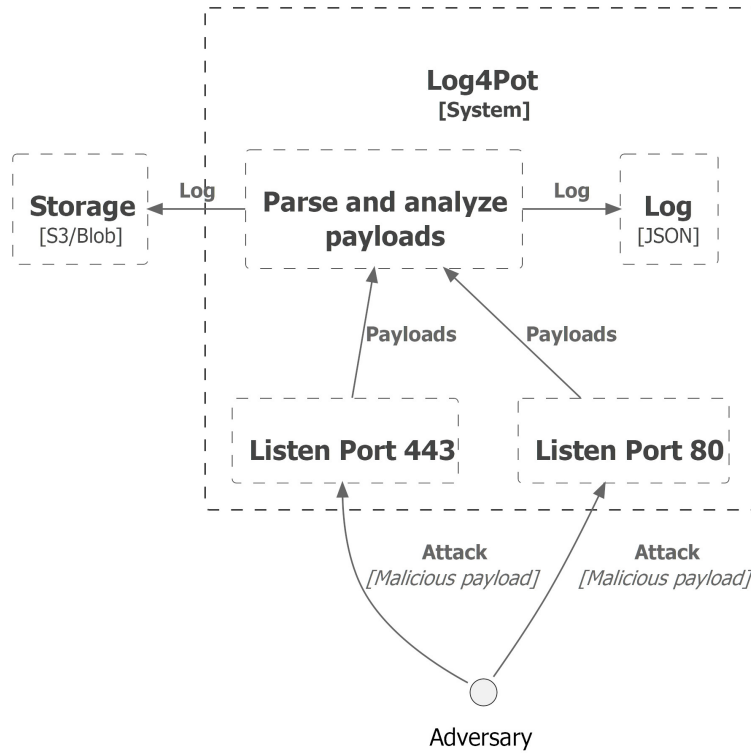 Log4Pot
[System]
Storage
[S3/Blob]
Log
Parse and analyze
payloads
Log
Log
[JSON]
Payloads
Payloads
Listen Port 443
Listen Port 80
Attack
[Malicious payload]
Attack
[Malicious payload]
Adversary